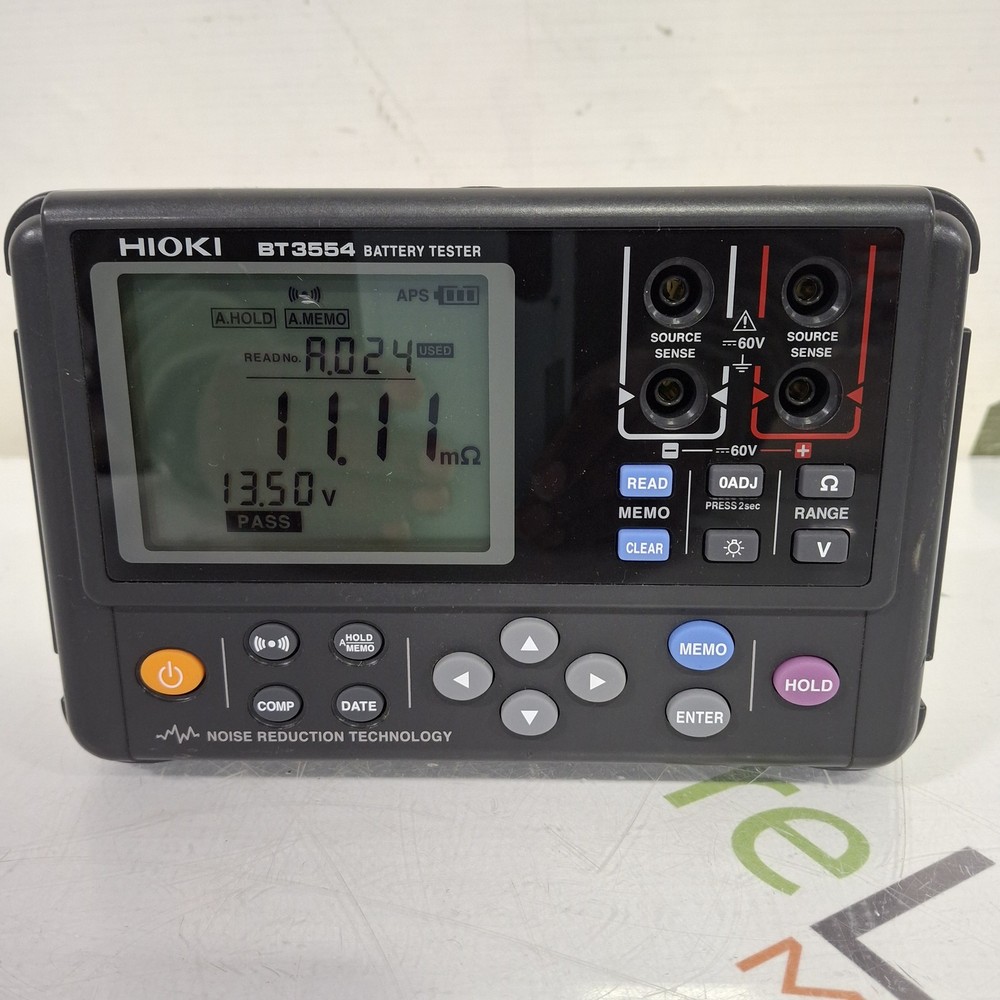 HIOKI BT3554 BATTERY TESTER
APS
A.HOLD A.MEMO
READ No. A.024 USED
11.11 mΩ
13.50 v
PASS
SOURCE SENSE
SOURCE SENSE
⚠
⎓60V
− ⎓60V +
READ
MEMO
CLEAR
0ADJ
PRESS 2sec
Ω
RANGE
V
COMP
A HOLD/MEMO
DATE
MEMO
ENTER
HOLD
NOISE REDUCTION TECHNOLOGY
re